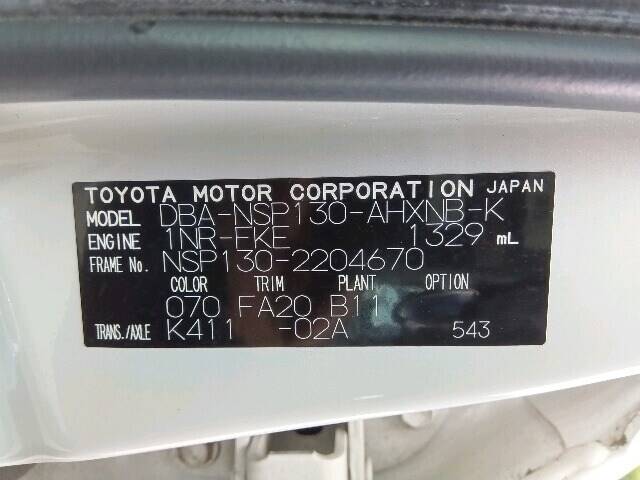 TOYOTA MOTOR CORPORATION JAPAN
MODEL DBA-NSP130-AHXNB-K
ENGINE 1NR-EKE 1329 mL
FRAME No. NSP130-2204670
COLOR TRIM PLANT OPTION
070 FA20 B11
TRANS./AXLE K411 -02A 543